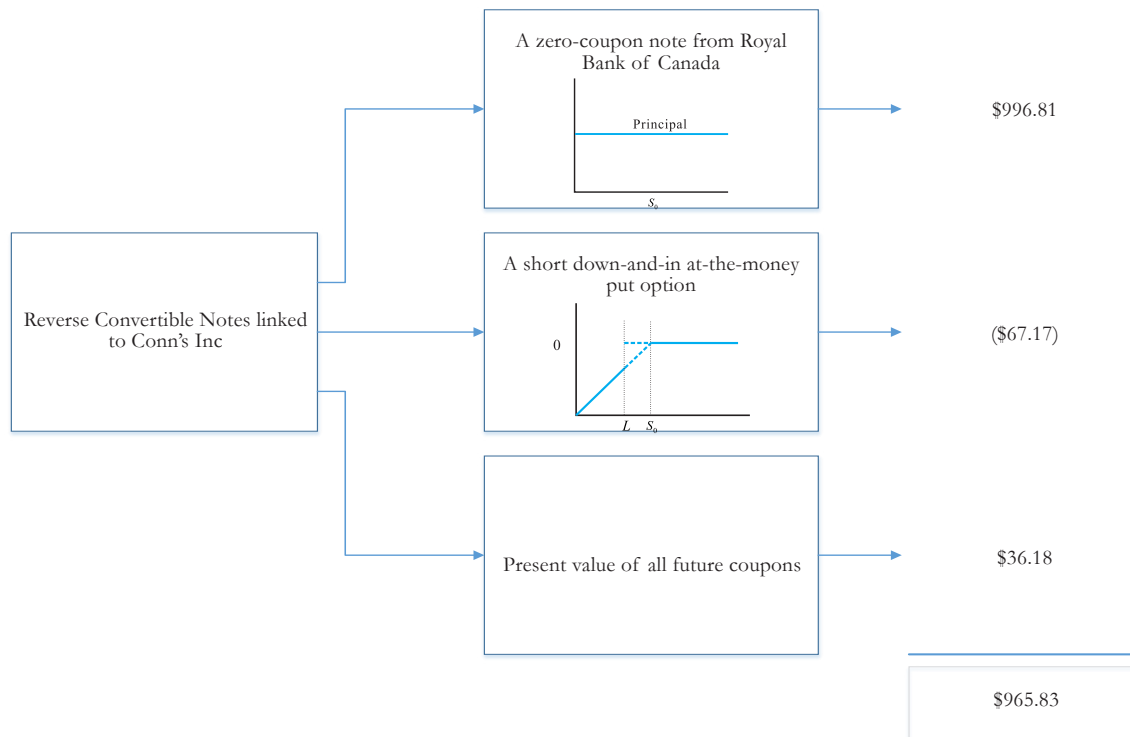 A zero-coupon note from Royal
Bank of Canada
Principal
S₀
$996.81
Reverse Convertible Notes linked
to Conn's Inc
A short down-and-in at-the-money
put option
0
L S₀
($67.17)
Present value of all future coupons
$36.18
$965.83